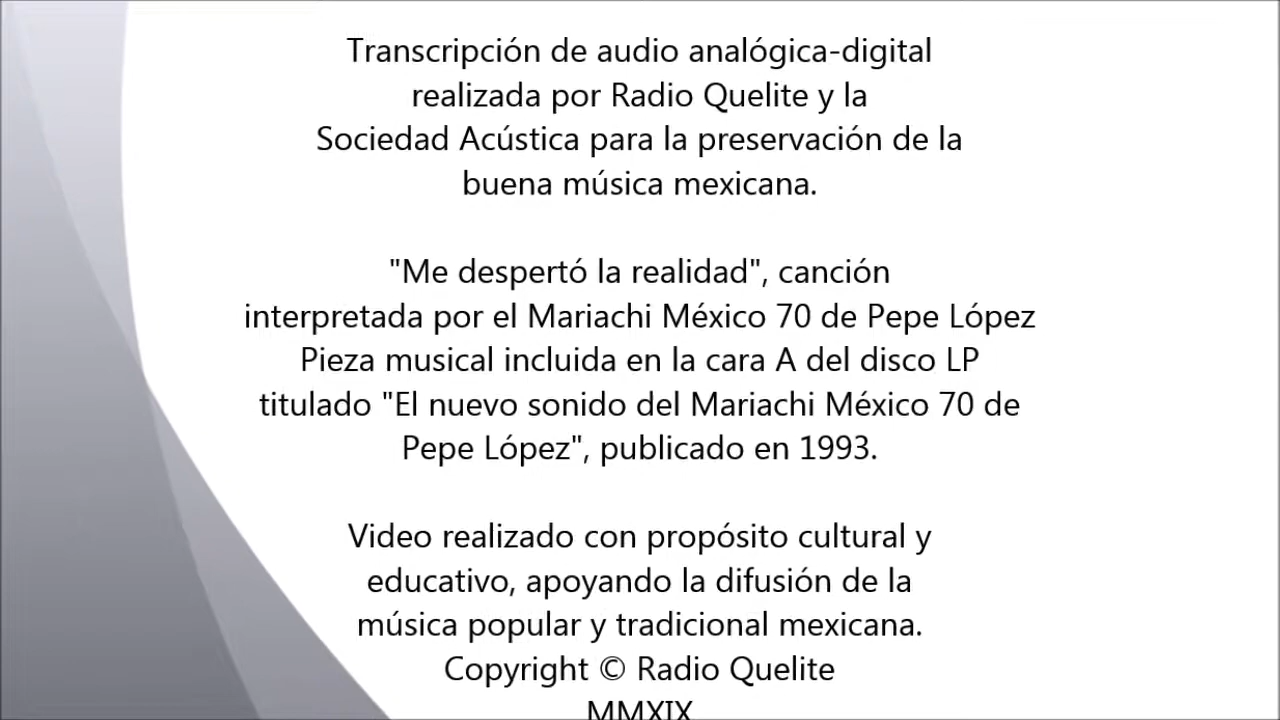 Transcripción de audio analógica-digital
realizada por Radio Quelite y la
Sociedad Acústica para la preservación de la
buena música mexicana.
"Me despertó la realidad", canción
interpretada por el Mariachi México 70 de Pepe López
Pieza musical incluida en la cara A del disco LP
titulado "El nuevo sonido del Mariachi México 70 de
Pepe López", publicado en 1993.
Video realizado con propósito cultural y
educativo, apoyando la difusión de la
música popular y tradicional mexicana.
Copyright © Radio Quelite
MMXIX